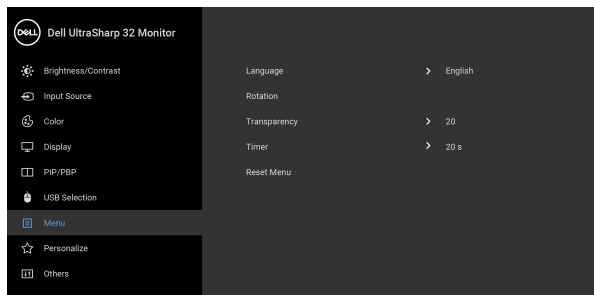 DELL Dell UltraSharp 32 Monitor
Brightness/Contrast
Input Source
Color
Display
PIP/PBP
USB Selection
Menu
Personalize
Others
Language English
Rotation
Transparency 20
Timer 20 s
Reset Menu